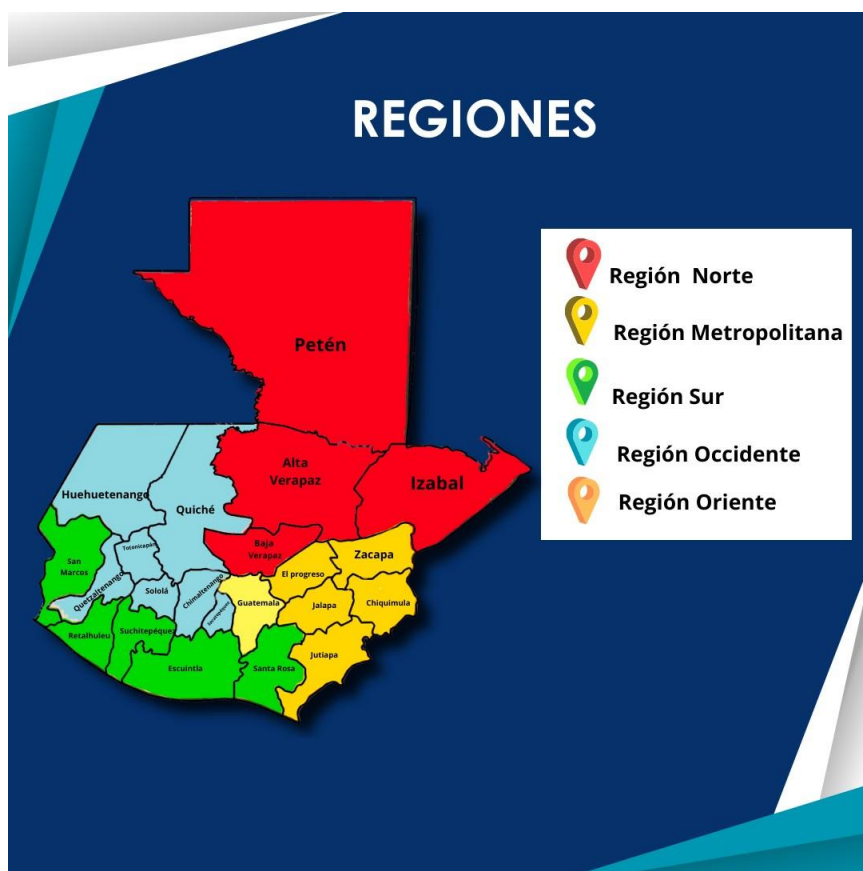 REGIONES
Región Norte
Región Metropolitana
Región Sur
Región Occidente
Región Oriente
Petén
Alta
Verapaz
Izabal
Huehuetenango
Quiché
Baja
Verapaz
Zacapa
San
Marcos
Totonicapán
El progreso
Quetzaltenango
Sololá
Chimaltenango
Sacatepéquez
Guatemala
Jalapa
Chiquimula
Retalhuleu
Suchitepéquez
Escuintla
Santa Rosa
Jutiapa